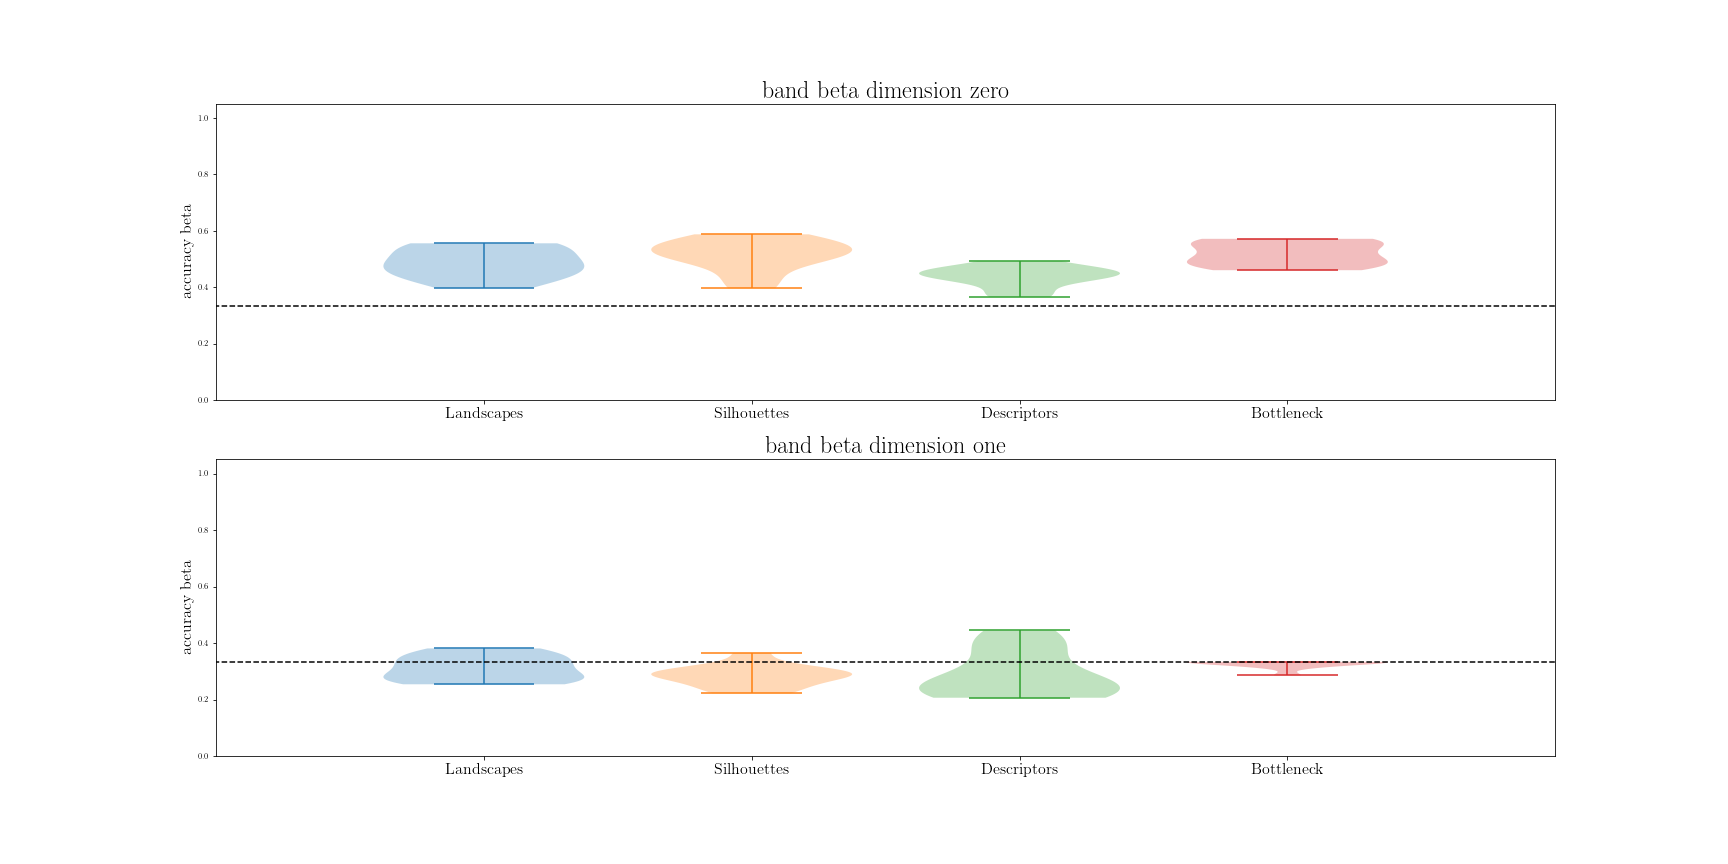 band beta dimension zero
accuracy beta
1.0
0.8
0.6
0.4
0.2
0.0
Landscapes Silhouettes Descriptors Bottleneck
band beta dimension one
accuracy beta
1.0
0.8
0.6
0.4
0.2
0.0
Landscapes Silhouettes Descriptors Bottleneck